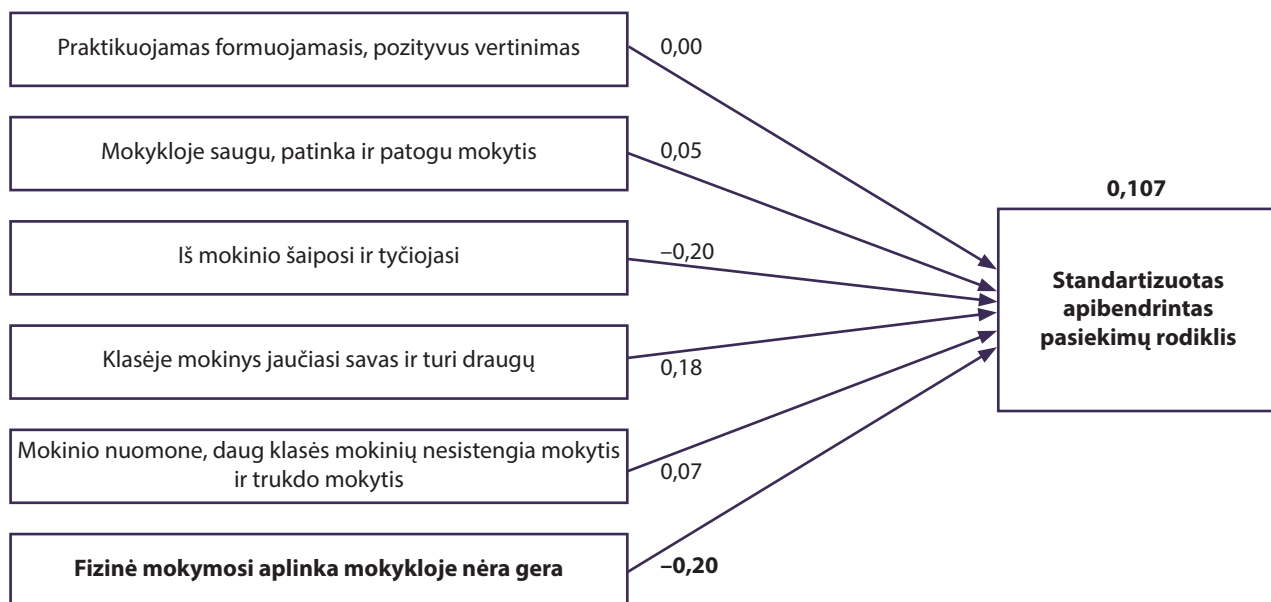 Praktikuojamas formuojamasis, pozityvus vertinimas
0,00
Mokykloje saugu, patinka ir patogu mokytis
0,05
Iš mokinio šaiposi ir tyčiojasi
–0,20
Klasėje mokinys jaučiasi savas ir turi draugų
0,18
Mokinio nuomone, daug klasės mokinių nesistengia mokytis
ir trukdo mokytis
0,07
Fizinė mokymosi aplinka mokykloje nėra gera
–0,20
0,107
Standartizuotas
apibendrintas
pasiekimų rodiklis